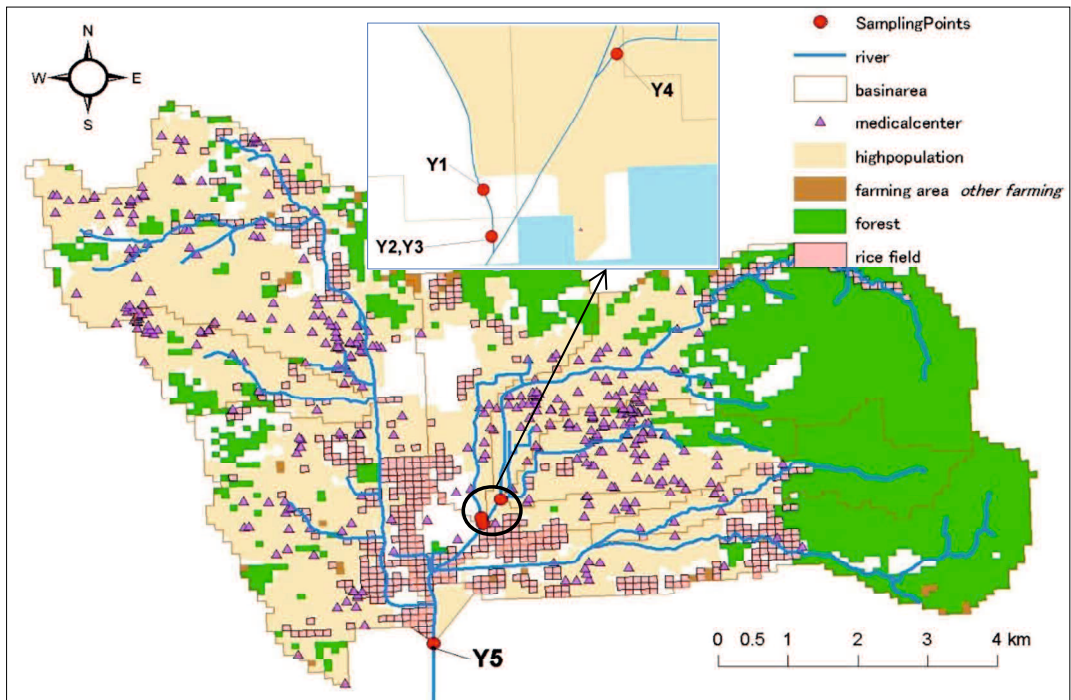 N
W E
S
Y1
Y2,Y3
Y4
SamplingPoints
river
basinarea
medicalcenter
highpopulation
farming area other farming
forest
rice field
Y5
0 0.5 1 2 3 4 km